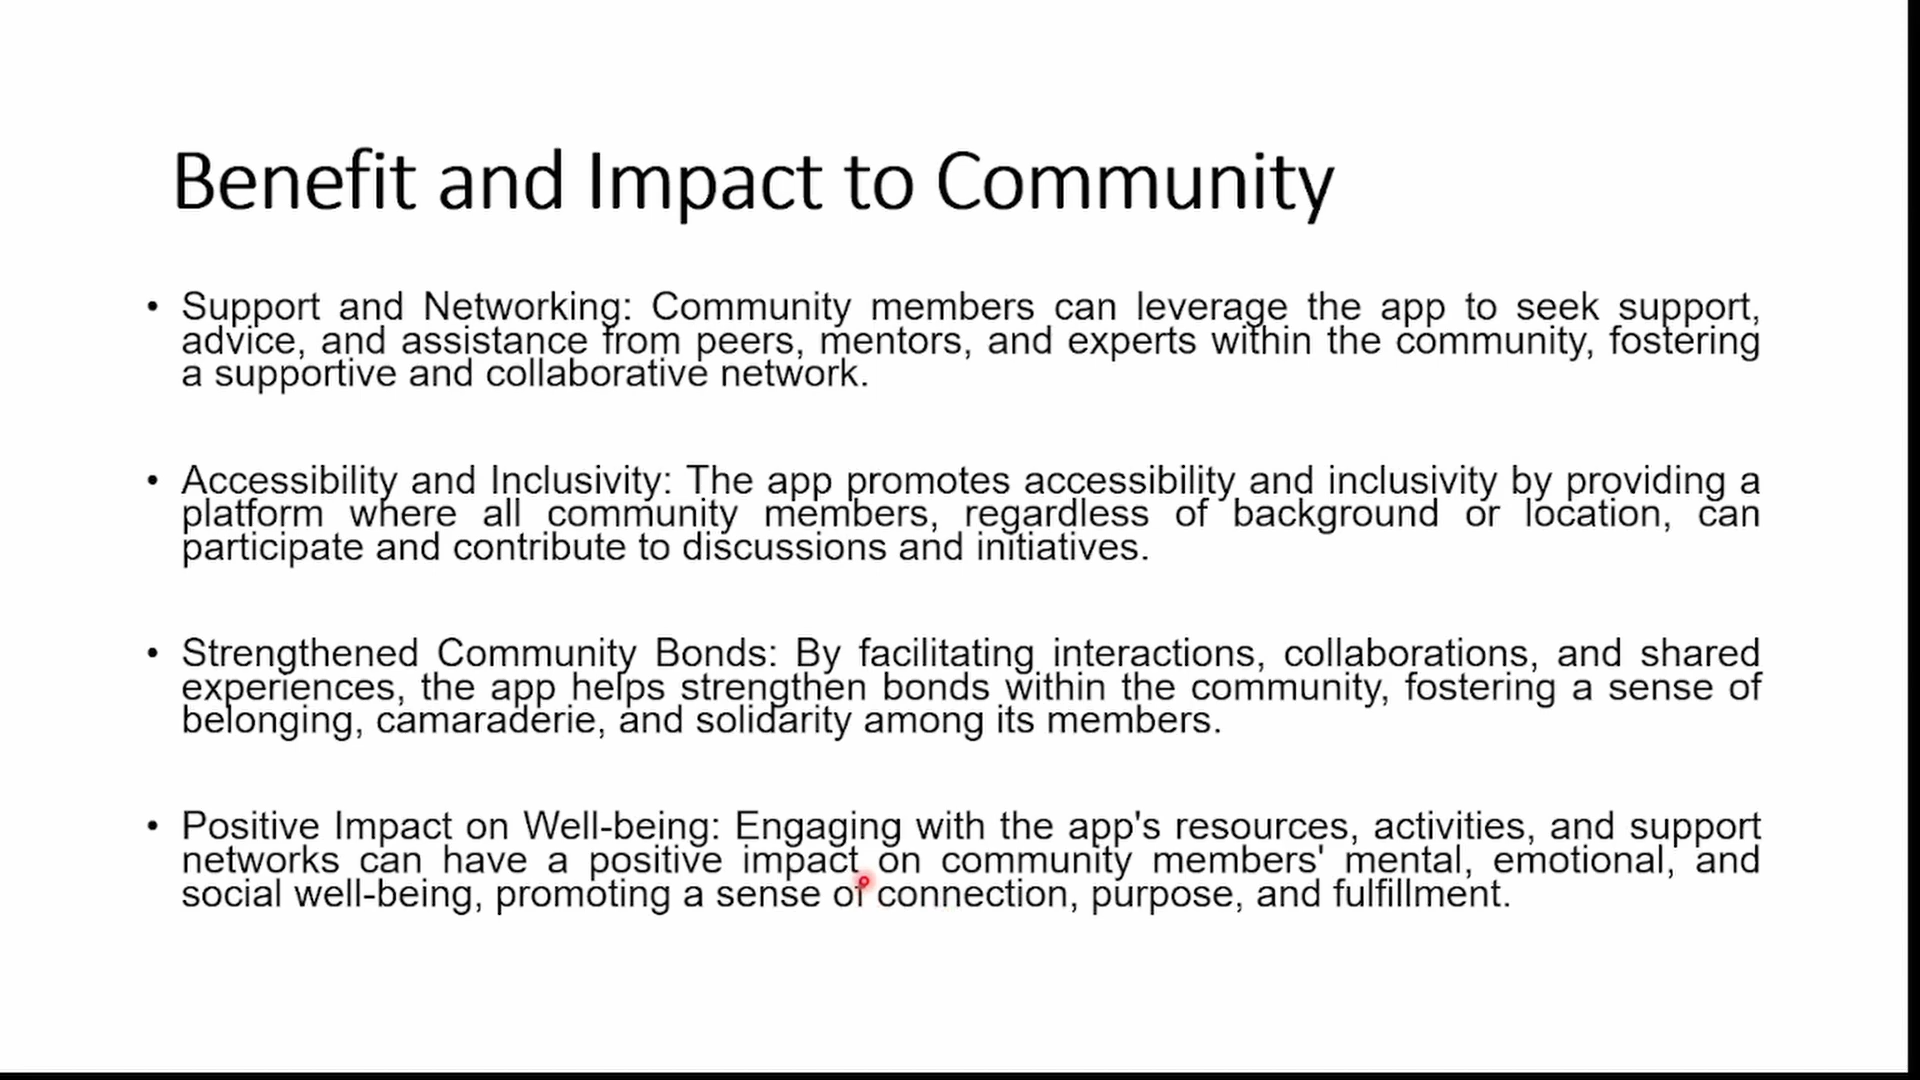 Benefit and Impact to Community
• Support and Networking: Community members can leverage the app to seek support,
advice, and assistance from peers, mentors, and experts within the community, fostering
a supportive and collaborative network.
• Accessibility and Inclusivity: The app promotes accessibility and inclusivity by providing a
platform where all community members, regardless of background or location, can
participate and contribute to discussions and initiatives.
• Strengthened Community Bonds: By facilitating interactions, collaborations, and shared
experiences, the app helps strengthen bonds within the community, fostering a sense of
belonging, camaraderie, and solidarity among its members.
• Positive Impact on Well-being: Engaging with the app's resources, activities, and support
networks can have a positive impact on community members' mental, emotional, and
social well-being, promoting a sense of connection, purpose, and fulfillment.